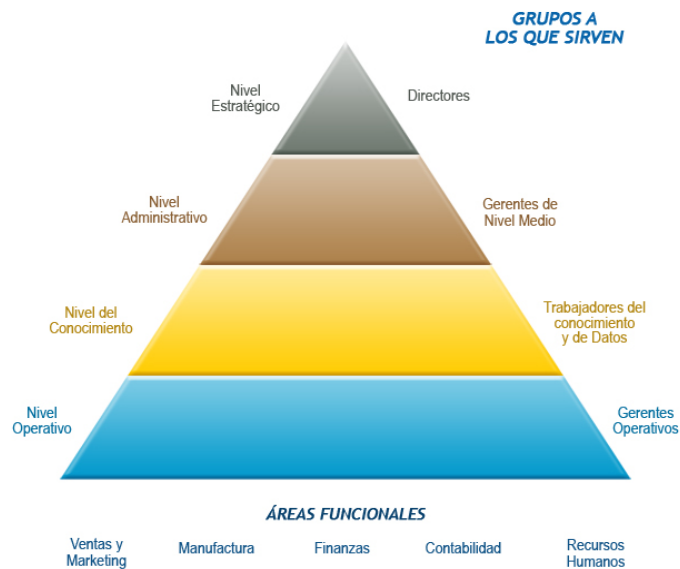 GRUPOS A
LOS QUE SIRVEN
Nivel
Estratégico
Directores
Nivel
Administrativo
Gerentes de
Nivel Medio
Nivel del
Conocimiento
Trabajadores del
conocimiento
y de Datos
Nivel
Operativo
Gerentes
Operativos
ÁREAS FUNCIONALES
Ventas y
Marketing
Manufactura
Finanzas
Contabilidad
Recursos
Humanos